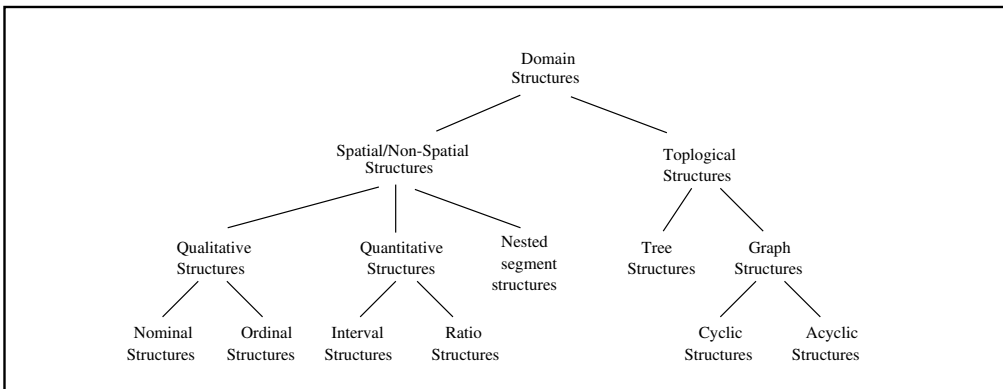 Domain
Structures
Spatial/Non-Spatial
Structures
Toplogical
Structures
Qualitative
Structures
Quantitative
Structures
Nested
segment
structures
Tree
Structures
Graph
Structures
Nominal
Structures
Ordinal
Structures
Interval
Structures
Ratio
Structures
Cyclic
Structures
Acyclic
Structures